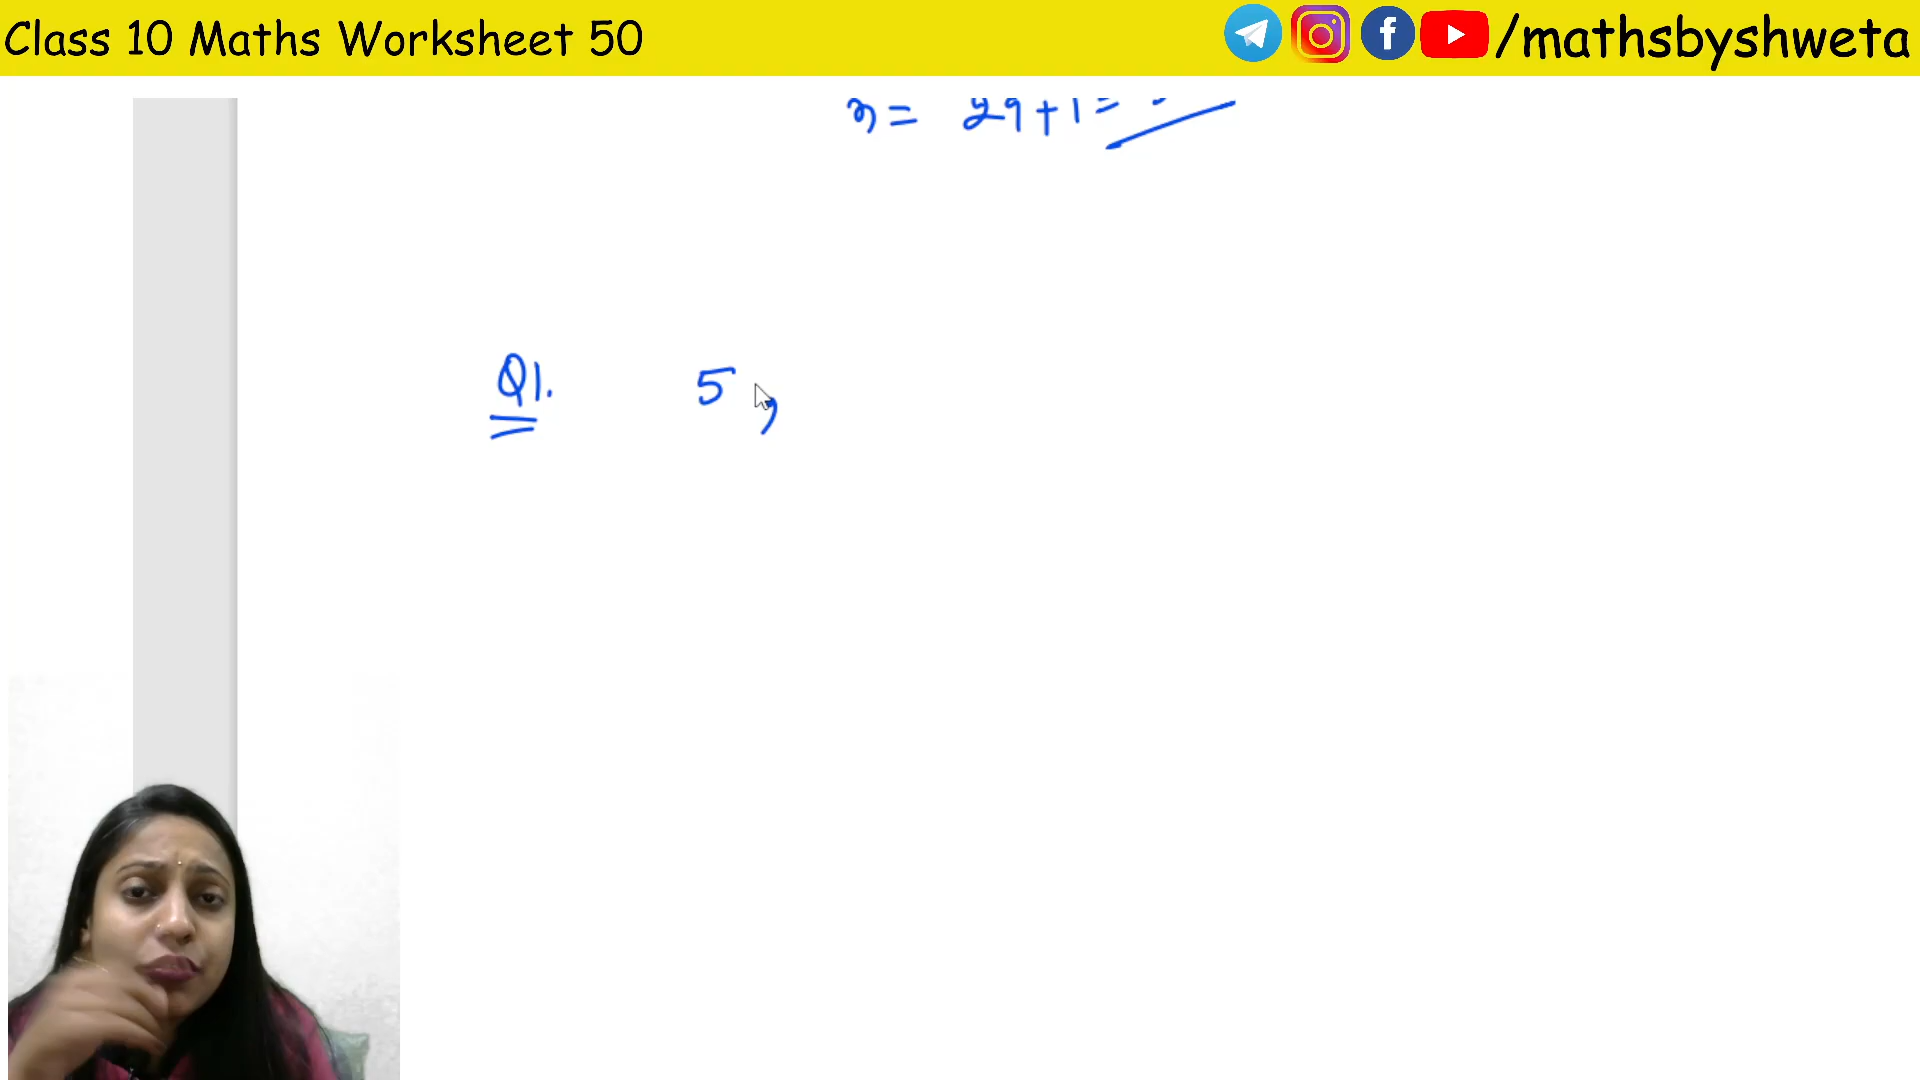 Class 10 Maths Worksheet 50
/mathsbyshweta
n = 29 + 1 =
Q1. 5 ,